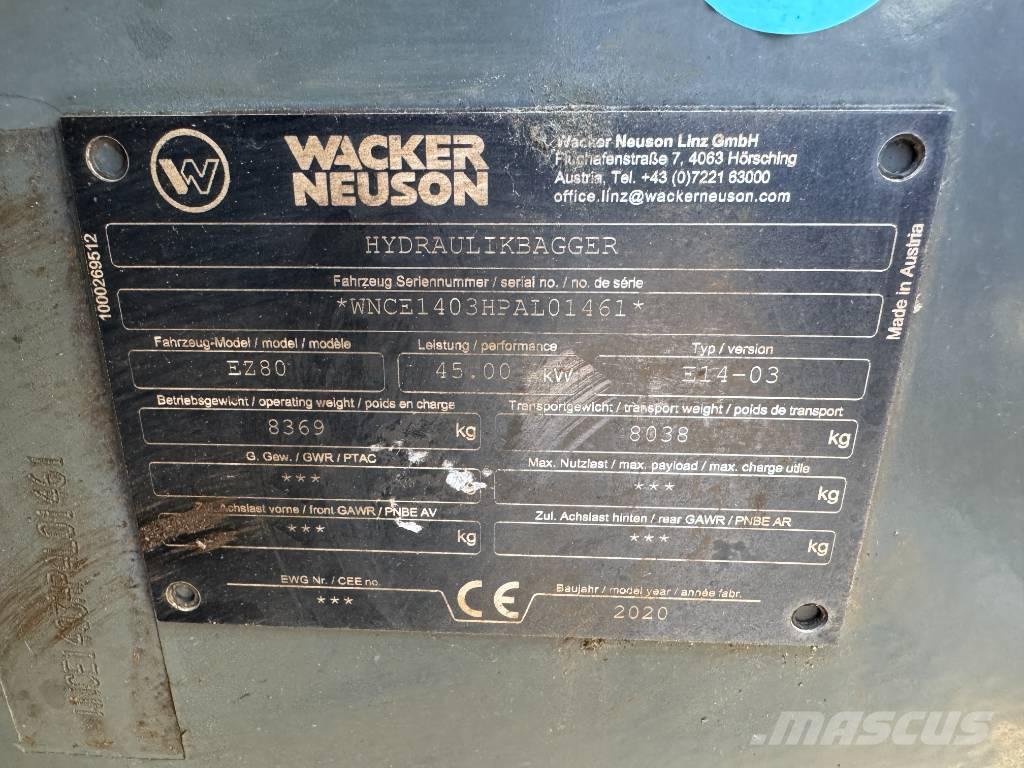 W
WACKER
NEUSON
Wacker Neuson Linz GmbH
Flughafenstraße 7, 4063 Hörsching
Austria, Tel. +43 (0)7221 63000
office.linz@wackerneuson.com
1000269512
Made in Austria
HYDRAULIKBAGGER
Fahrzeug Seriennummer / serial no. / no. de série
*WNCE1403HPAL01461*
Fahrzeug-Model / model / modèle
Leistung / performance
Typ / version
EZ80
45.00 kW
E14-03
Betriebsgewicht / operating weight / poids en charge
Transportgewicht / transport weight / poids de transport
8369 kg
8038 kg
G. Gew. / GWR / PTAC
Max. Nutzlast / max. payload / max. charge utile
***
*** kg
Zul. Achslast vorne / front GAWR / PNBE AV
Zul. Achslast hinten / rear GAWR / PNBE AR
*** kg
*** kg
EWG Nr. / CEE no.
***
CE
Baujahr / model year / année fabr.
2020
WNCE1403HPAL01461
MASCUS